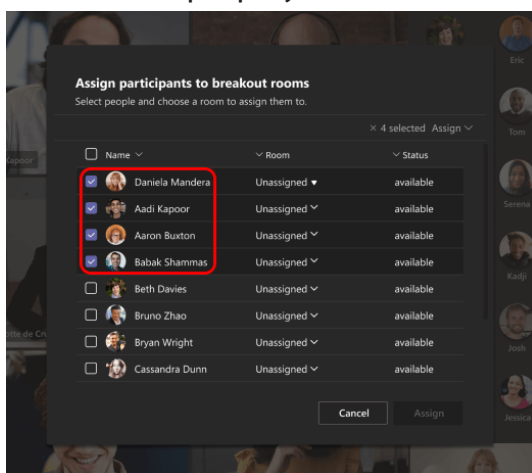 Eric
Assign participants to breakout rooms
Select people and choose a room to assign them to.
× 4 selected Assign
Tom
Name Room Status
Kapoor
Daniela Mandera Unassigned available
Aadi Kapoor Unassigned available
Serena
Aaron Buxton Unassigned available
Babak Shammas Unassigned available
Kadji
Beth Davies Unassigned available
Bruno Zhao Unassigned available
otte de Cru
Bryan Wright Unassigned available
Josh
Cassandra Dunn Unassigned available
Cancel Assign
Jessica